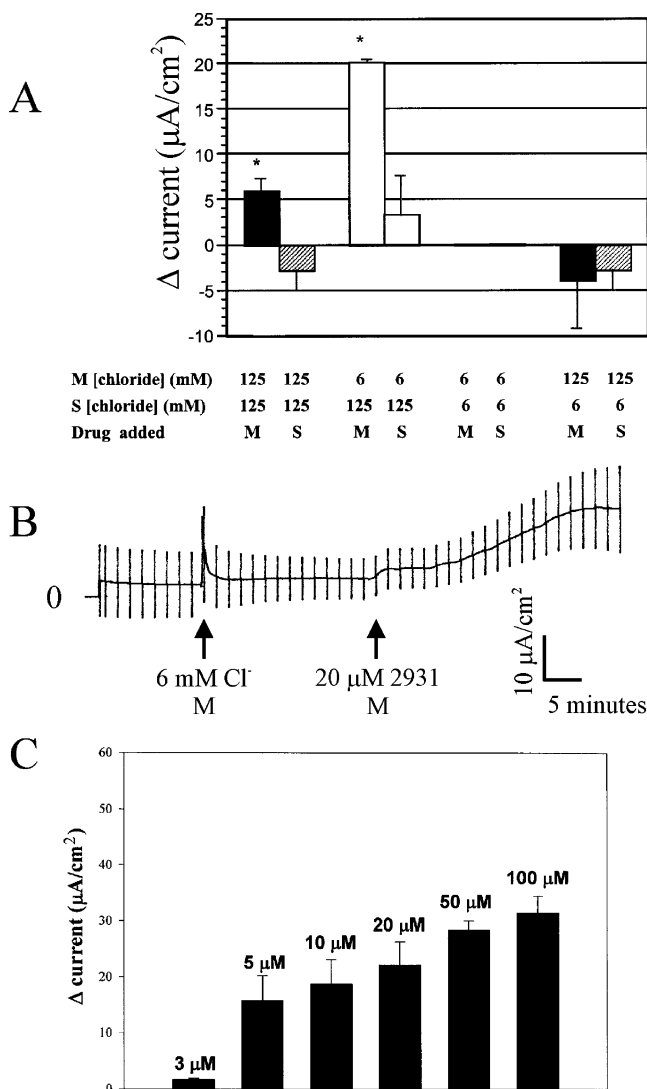 A
Δ current (µA/cm²)
25
20
15
10
5
0
-5
-10
*
*
M [chloride] (mM) 125 125 6 6 6 6 125 125
S [chloride] (mM) 125 125 125 125 6 6 6 6
Drug added M S M S M S M S
B
0
6 mM Cl⁻
M
20 µM 2931
M
10 µA/cm²
5 minutes
C
Δ current (µA/cm²)
60
50
40
30
20
10
0
3 µM
5 µM
10 µM
20 µM
50 µM
100 µM